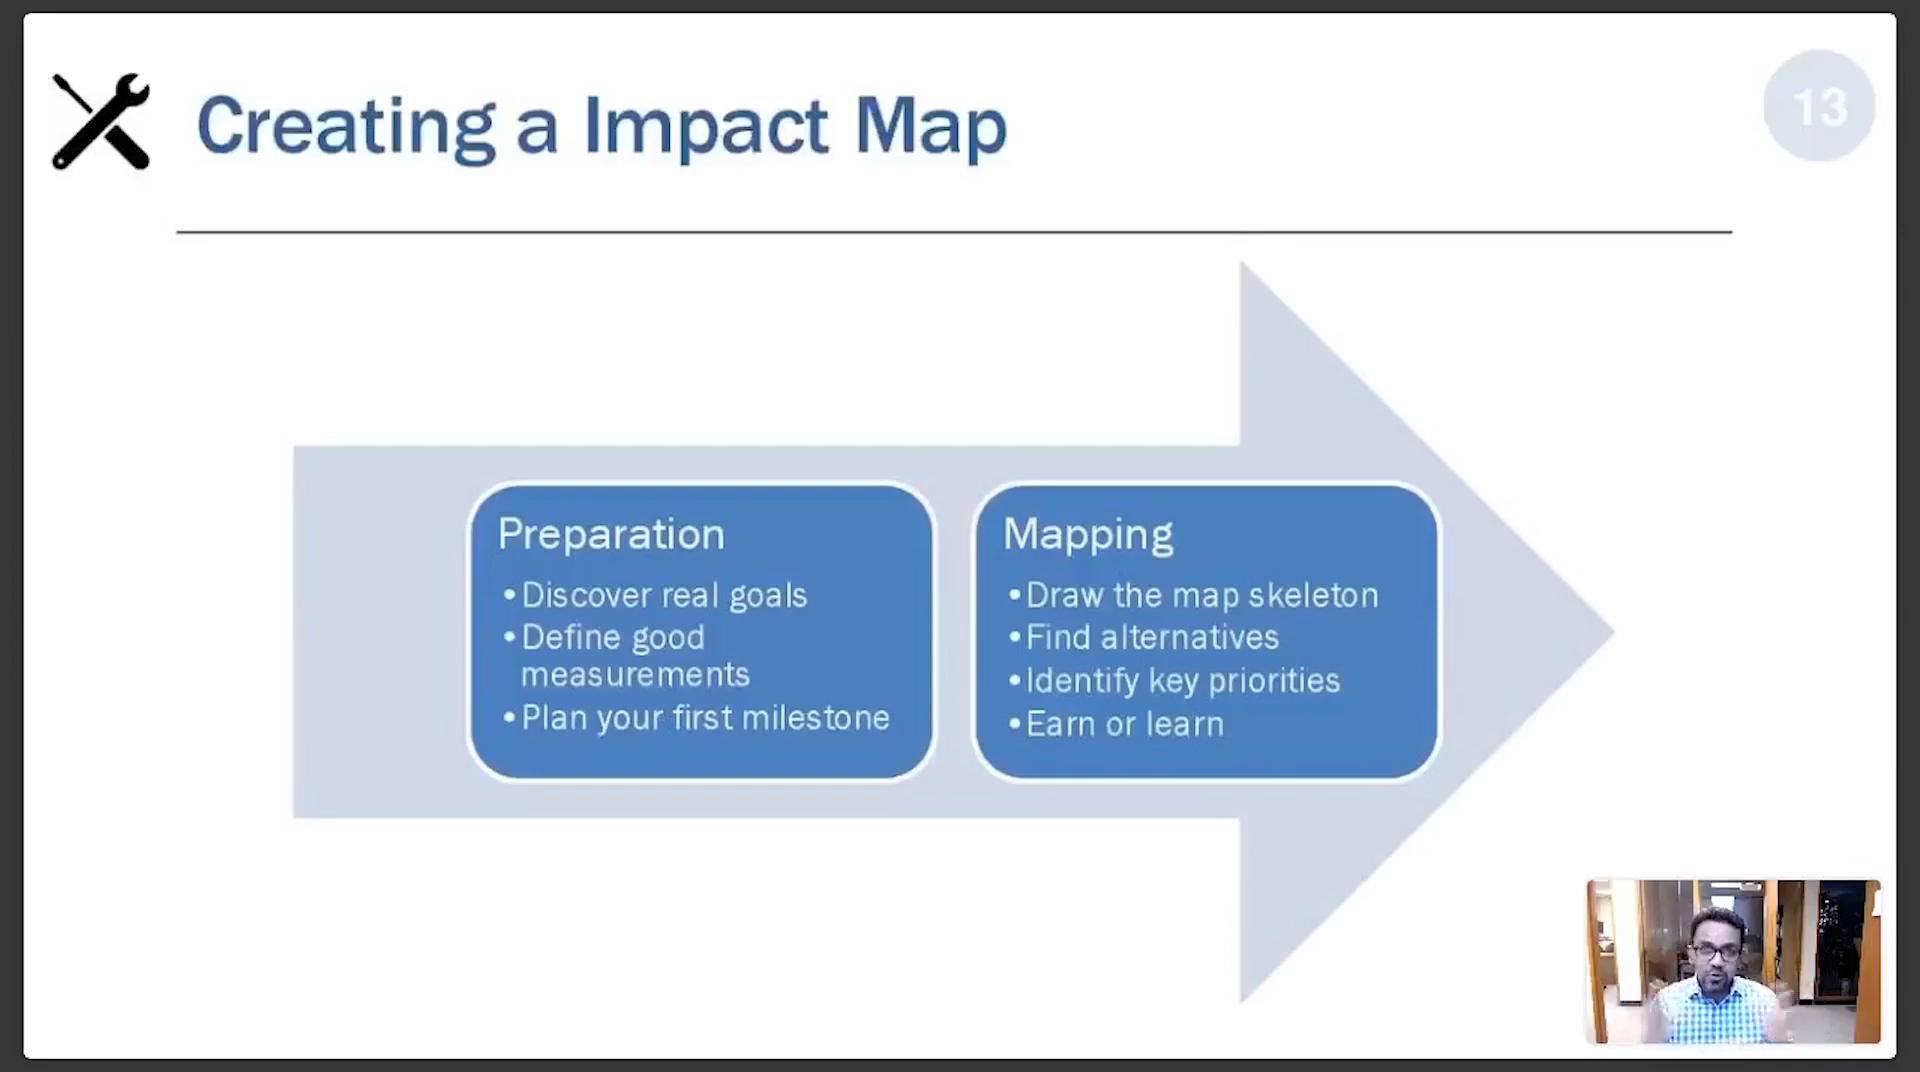 Creating a Impact Map
13
Preparation
•Discover real goals
•Define good
measurements
•Plan your first milestone
Mapping
•Draw the map skeleton
•Find alternatives
•Identify key priorities
•Earn or learn